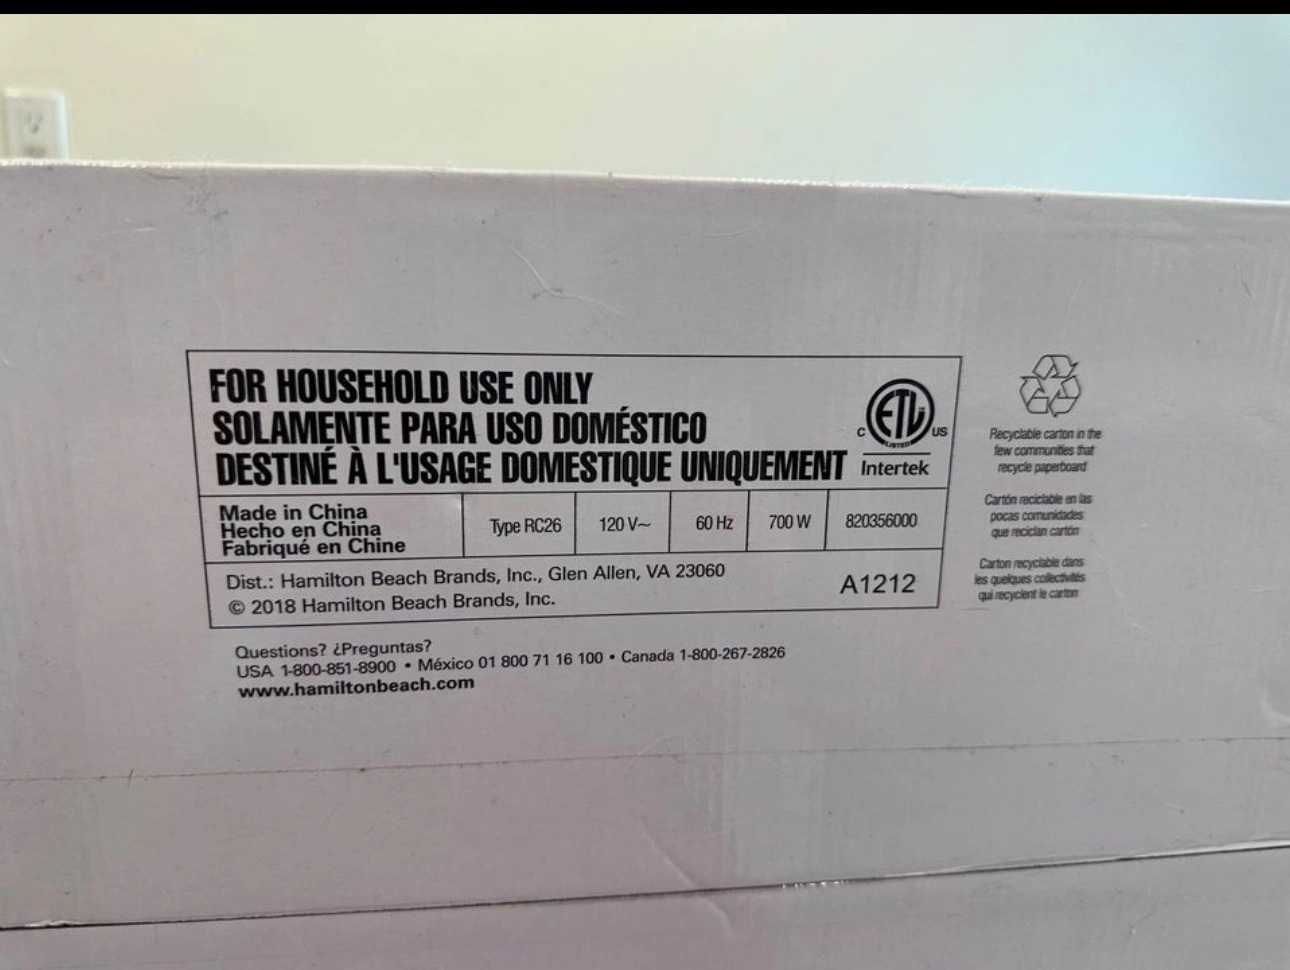 FOR HOUSEHOLD USE ONLY
SOLAMENTE PARA USO DOMÉSTICO
DESTINÉ À L'USAGE DOMESTIQUE UNIQUEMENT
ETL
LISTED
C US
Intertek
Made in China
Hecho en China
Fabriqué en Chine
Type RC26
120 V~
60 Hz
700 W
820356000
Dist.: Hamilton Beach Brands, Inc., Glen Allen, VA 23060
© 2018 Hamilton Beach Brands, Inc.
A1212
Questions? ¿Preguntas?
USA 1-800-851-8900 • México 01 800 71 16 100 • Canada 1-800-267-2826
www.hamiltonbeach.com
Recyclable carton in the
few communities that
recycle paperboard
Cartón reciclable en las
pocas comunidades
que reciclan cartón
Carton recyclable dans
les quelques collectivités
qui recyclent le carton